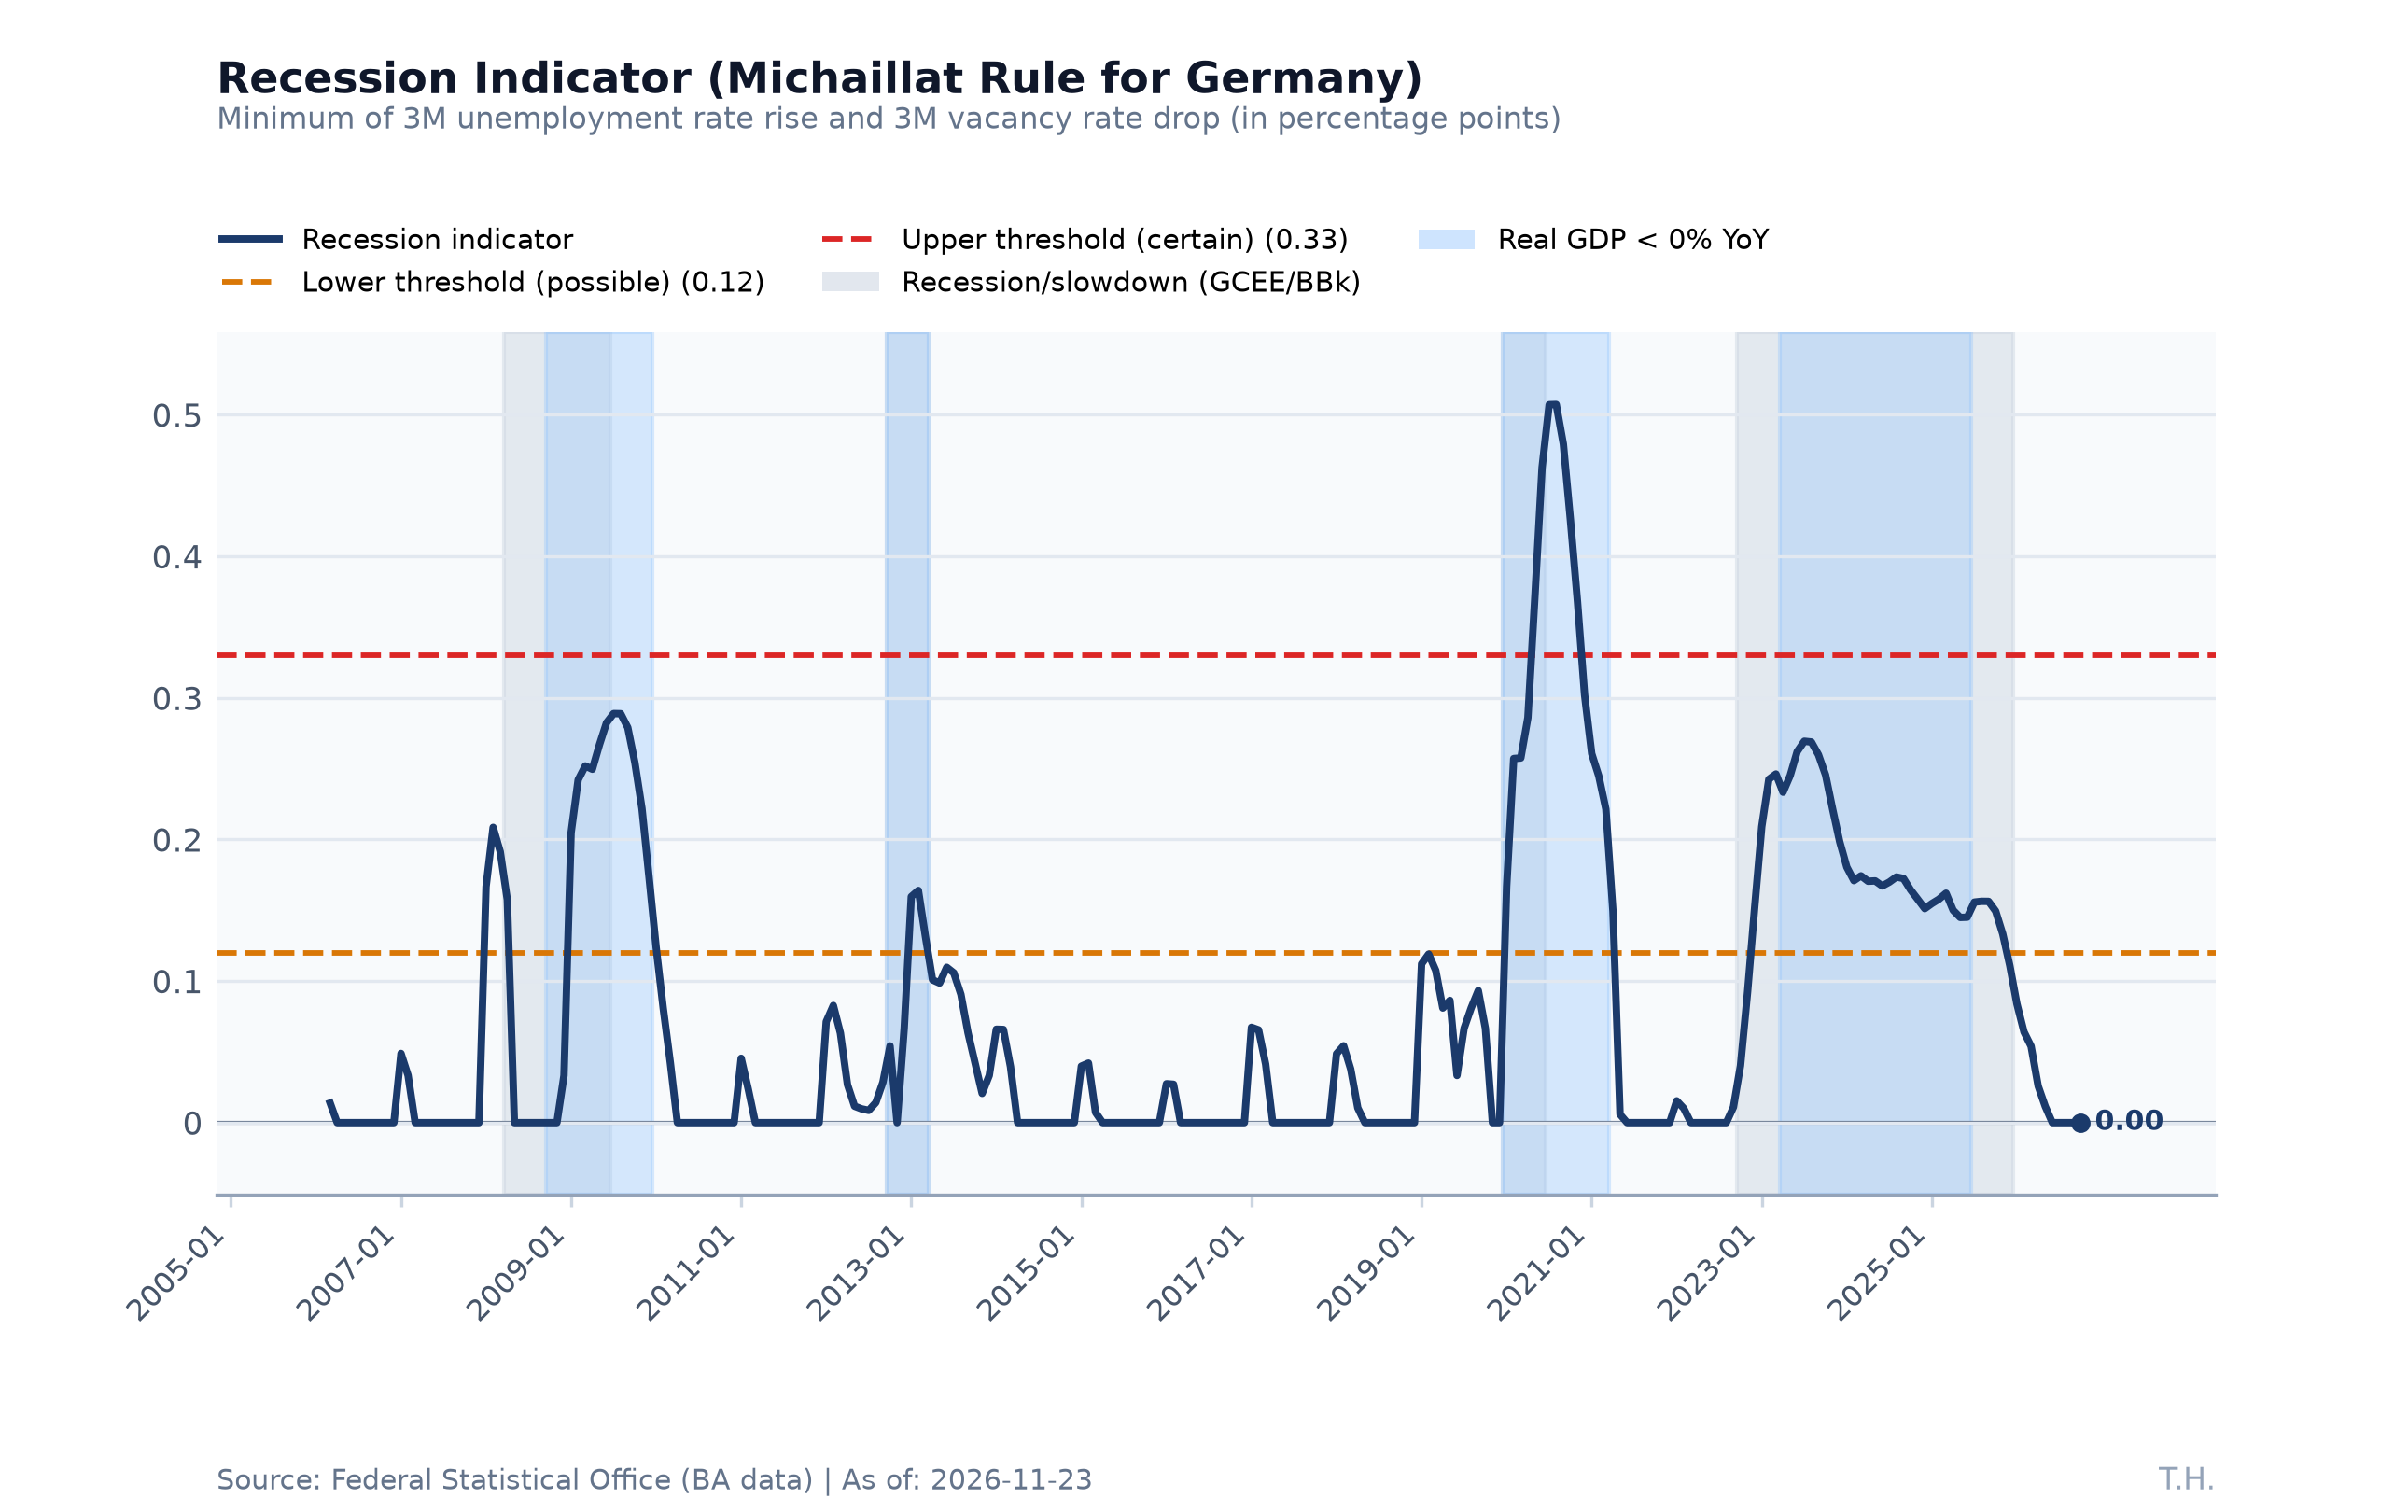 Recession Indicator (Michaillat Rule for Germany)
Minimum of 3M unemployment rate rise and 3M vacancy rate drop (in percentage points)
Recession indicator
Lower threshold (possible) (0.12)
Upper threshold (certain) (0.33)
Recession/slowdown (GCEE/BBk)
Real GDP < 0% YoY
0.5
0.4
0.3
0.2
0.1
0
0.00
2005-01
2007-01
2009-01
2011-01
2013-01
2015-01
2017-01
2019-01
2021-01
2023-01
2025-01
Source: Federal Statistical Office (BA data) | As of: 2026-11-23
T.H.